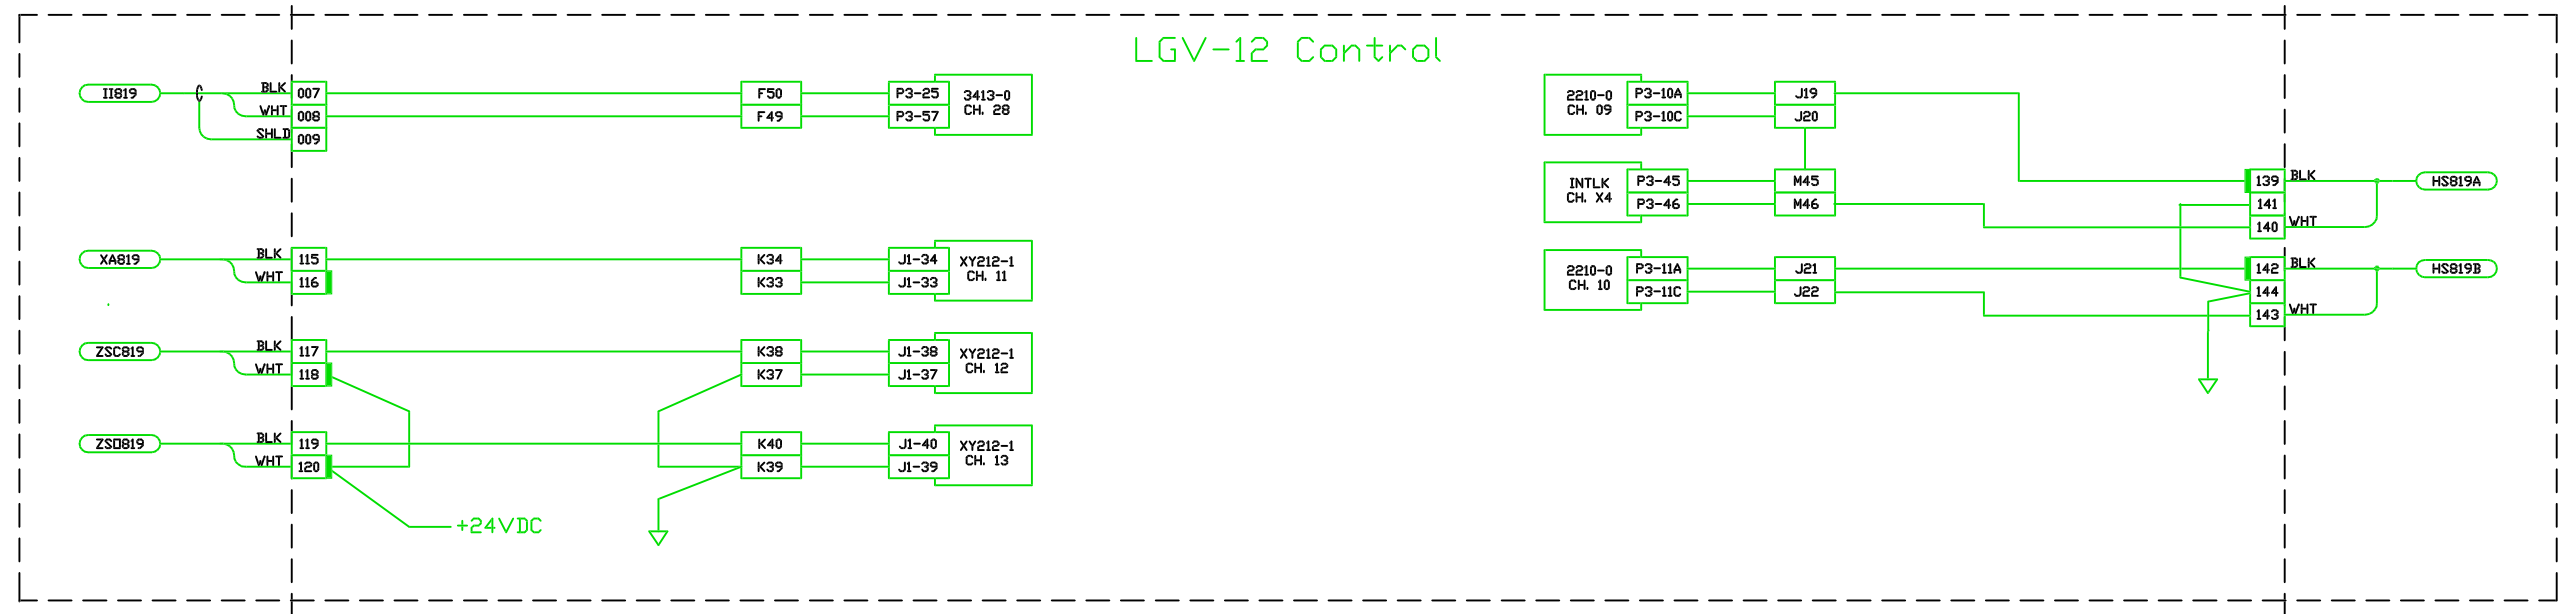 LGV-12 Control
II819
BLK
WHT
SHLD
007
008
009
F50
F49
P3-25
P3-57
3413-0
CH. 28
XA819
BLK
WHT
115
116
K34
K33
J1-34
J1-33
XY212-1
CH. 11
ZSC819
BLK
WHT
117
118
K38
K37
J1-38
J1-37
XY212-1
CH. 12
ZSO819
BLK
WHT
119
120
K40
K39
J1-40
J1-39
XY212-1
CH. 13
+24VDC
2210-0
CH. 09
P3-10A
P3-10C
J19
J20
INTLK
CH. X4
P3-45
P3-46
M45
M46
139
141
140
BLK
WHT
HS819A
2210-0
CH. 10
P3-11A
P3-11C
J21
J22
142
144
143
BLK
WHT
HS819B